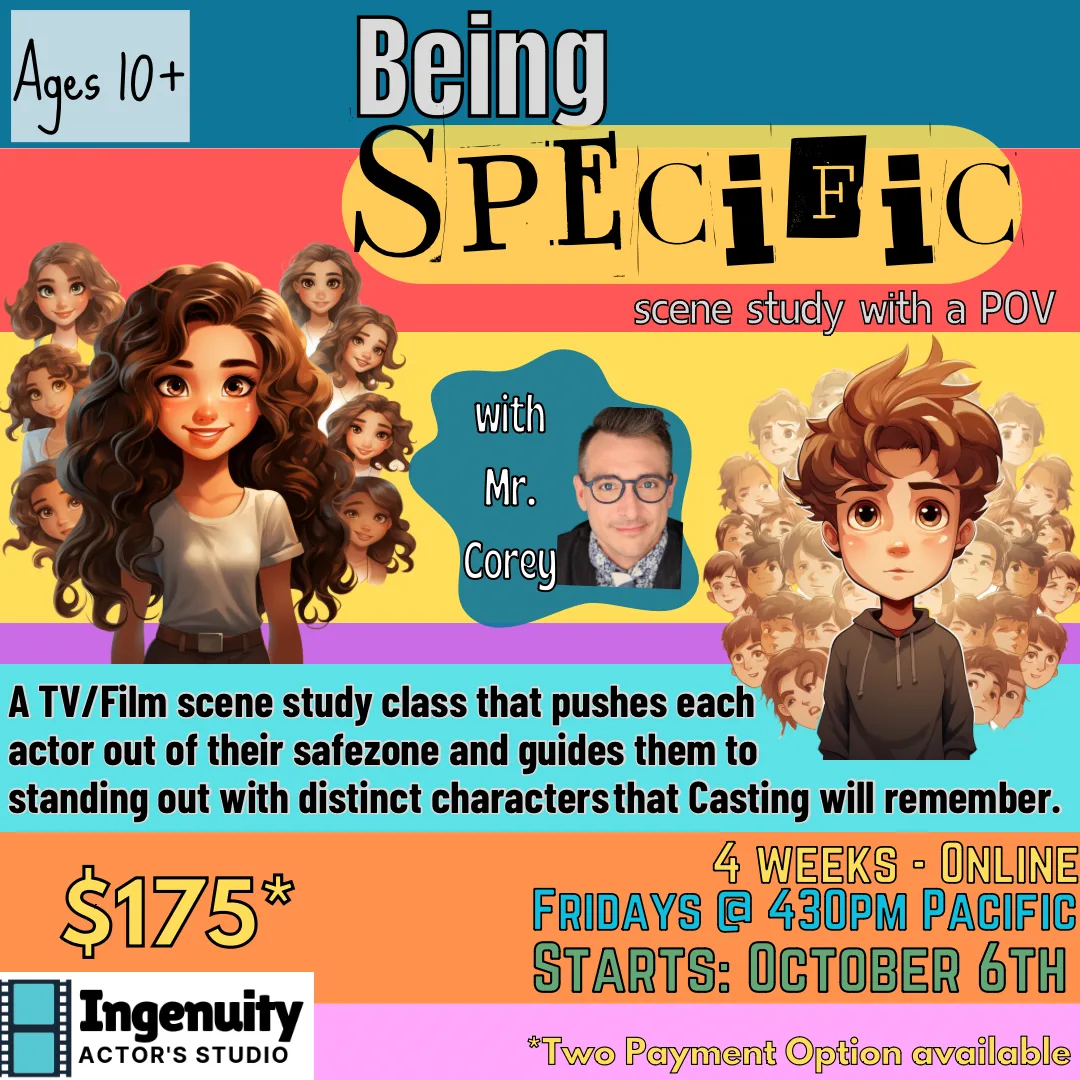 Ages 10+
Being
SPECiFiC
scene study with a POV
with
Mr.
Corey
A TV/Film scene study class that pushes each
actor out of their safezone and guides them to
standing out with distinct characters that Casting will remember.
$175*
4 WEEKS - ONLINE
FRIDAYS @ 430PM PACIFIC
STARTS: OCTOBER 6TH
Ingenuity
ACTOR'S STUDIO
*Two Payment Option available